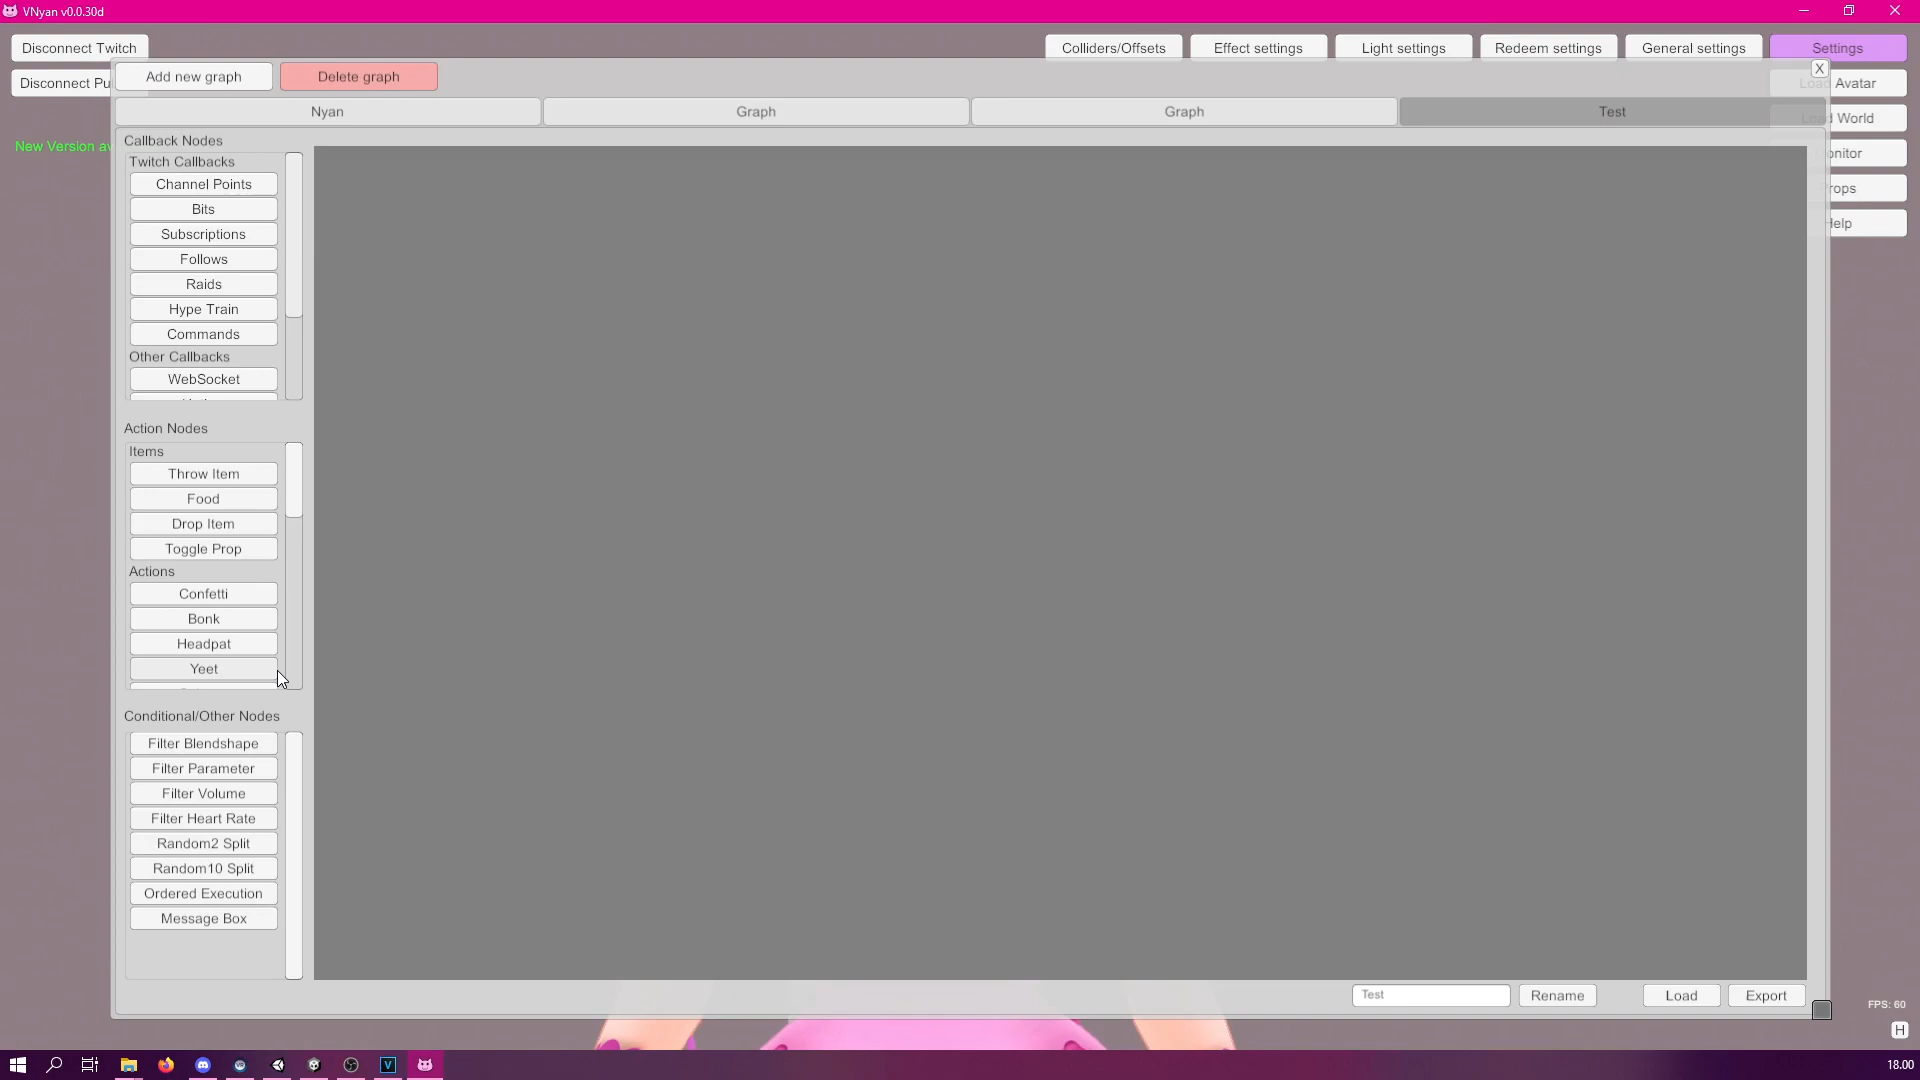 VNyan v0.0.30d
Disconnect Twitch
Colliders/Offsets
Effect settings
Light settings
Redeem settings
General settings
Settings
Disconnect Pu
Add new graph
Delete graph
X
Avatar
Nyan
Graph
Graph
Test
World
New Version av
Callback Nodes
Twitch Callbacks
Channel Points
Bits
Subscriptions
Follows
Raids
Hype Train
Commands
Other Callbacks
WebSocket
onitor
rops
Help
Action Nodes
Items
Throw Item
Food
Drop Item
Toggle Prop
Actions
Confetti
Bonk
Headpat
Yeet
Conditional/Other Nodes
Filter Blendshape
Filter Parameter
Filter Volume
Filter Heart Rate
Random2 Split
Random10 Split
Ordered Execution
Message Box
Test
Rename
Load
Export
FPS: 60
H
V
18.00